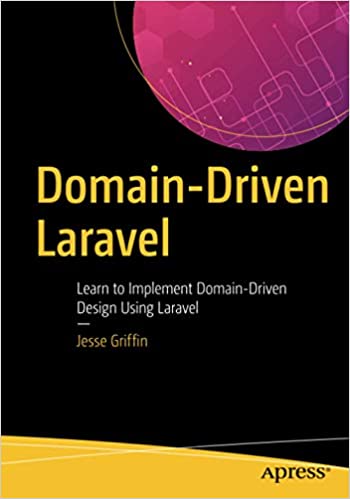 Domain-Driven
Laravel
Learn to Implement Domain-Driven
Design Using Laravel
—
Jesse Griffin
Apress®